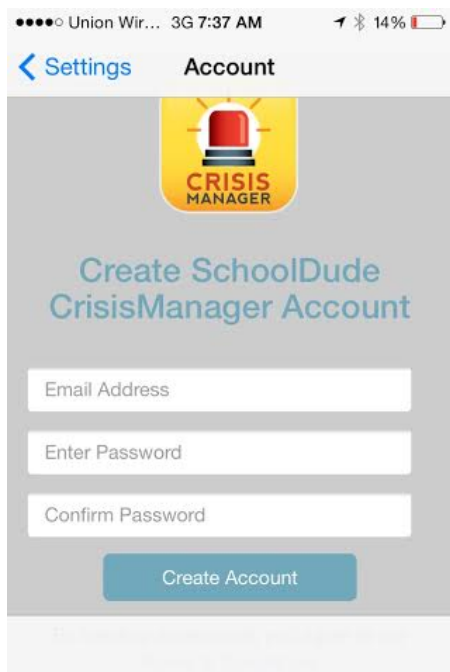 Union Wir... 3G 7:37 AM 14%
Settings Account
CRISIS
MANAGER
Create SchoolDude
CrisisManager Account
Email Address
Enter Password
Confirm Password
Create Account